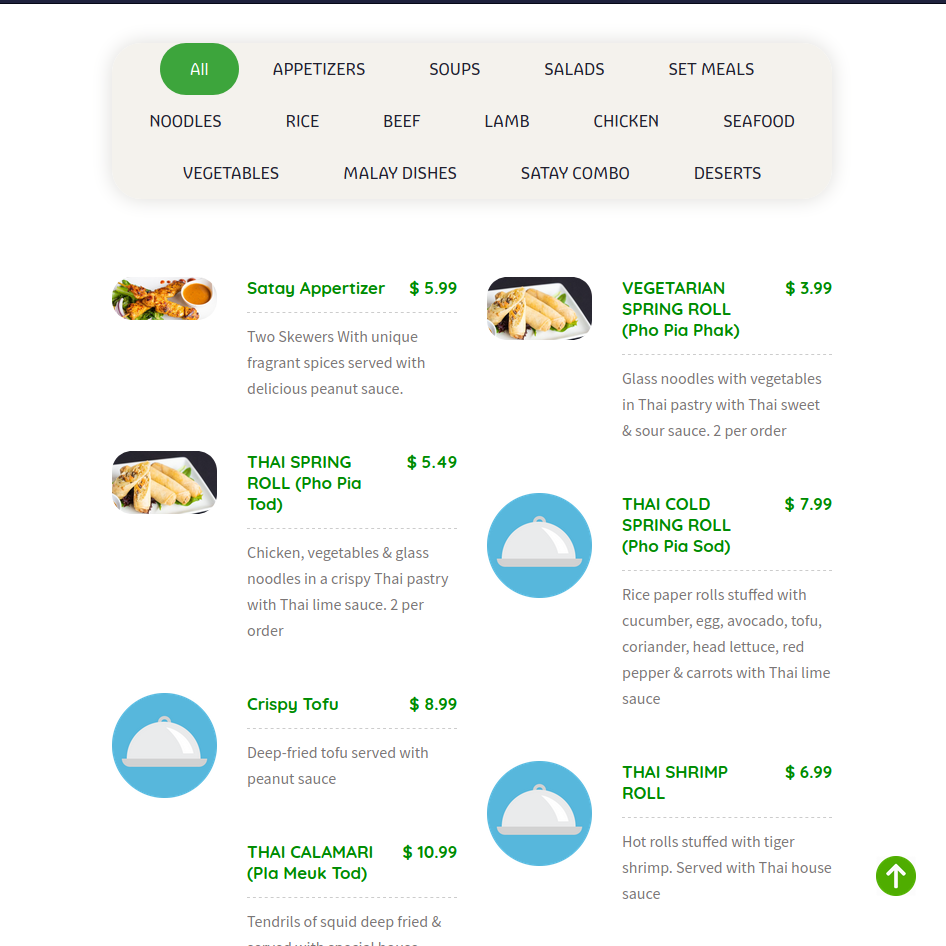 All APPETIZERS SOUPS SALADS SET MEALS
NOODLES RICE BEEF LAMB CHICKEN SEAFOOD
VEGETABLES MALAY DISHES SATAY COMBO DESERTS
Satay Appertizer $ 5.99
Two Skewers With unique
fragrant spices served with
delicious peanut sauce.
THAI SPRING $ 5.49
ROLL (Pho Pia
Tod)
Chicken, vegetables & glass
noodles in a crispy Thai pastry
with Thai lime sauce. 2 per
order
Crispy Tofu $ 8.99
Deep-fried tofu served with
peanut sauce
THAI CALAMARI $ 10.99
(Pla Meuk Tod)
Tendrils of squid deep fried &
served with special house
VEGETARIAN $ 3.99
SPRING ROLL
(Pho Pia Phak)
Glass noodles with vegetables
in Thai pastry with Thai sweet
& sour sauce. 2 per order
THAI COLD $ 7.99
SPRING ROLL
(Pho Pia Sod)
Rice paper rolls stuffed with
cucumber, egg, avocado, tofu,
coriander, head lettuce, red
pepper & carrots with Thai lime
sauce
THAI SHRIMP $ 6.99
ROLL
Hot rolls stuffed with tiger
shrimp. Served with Thai house
sauce